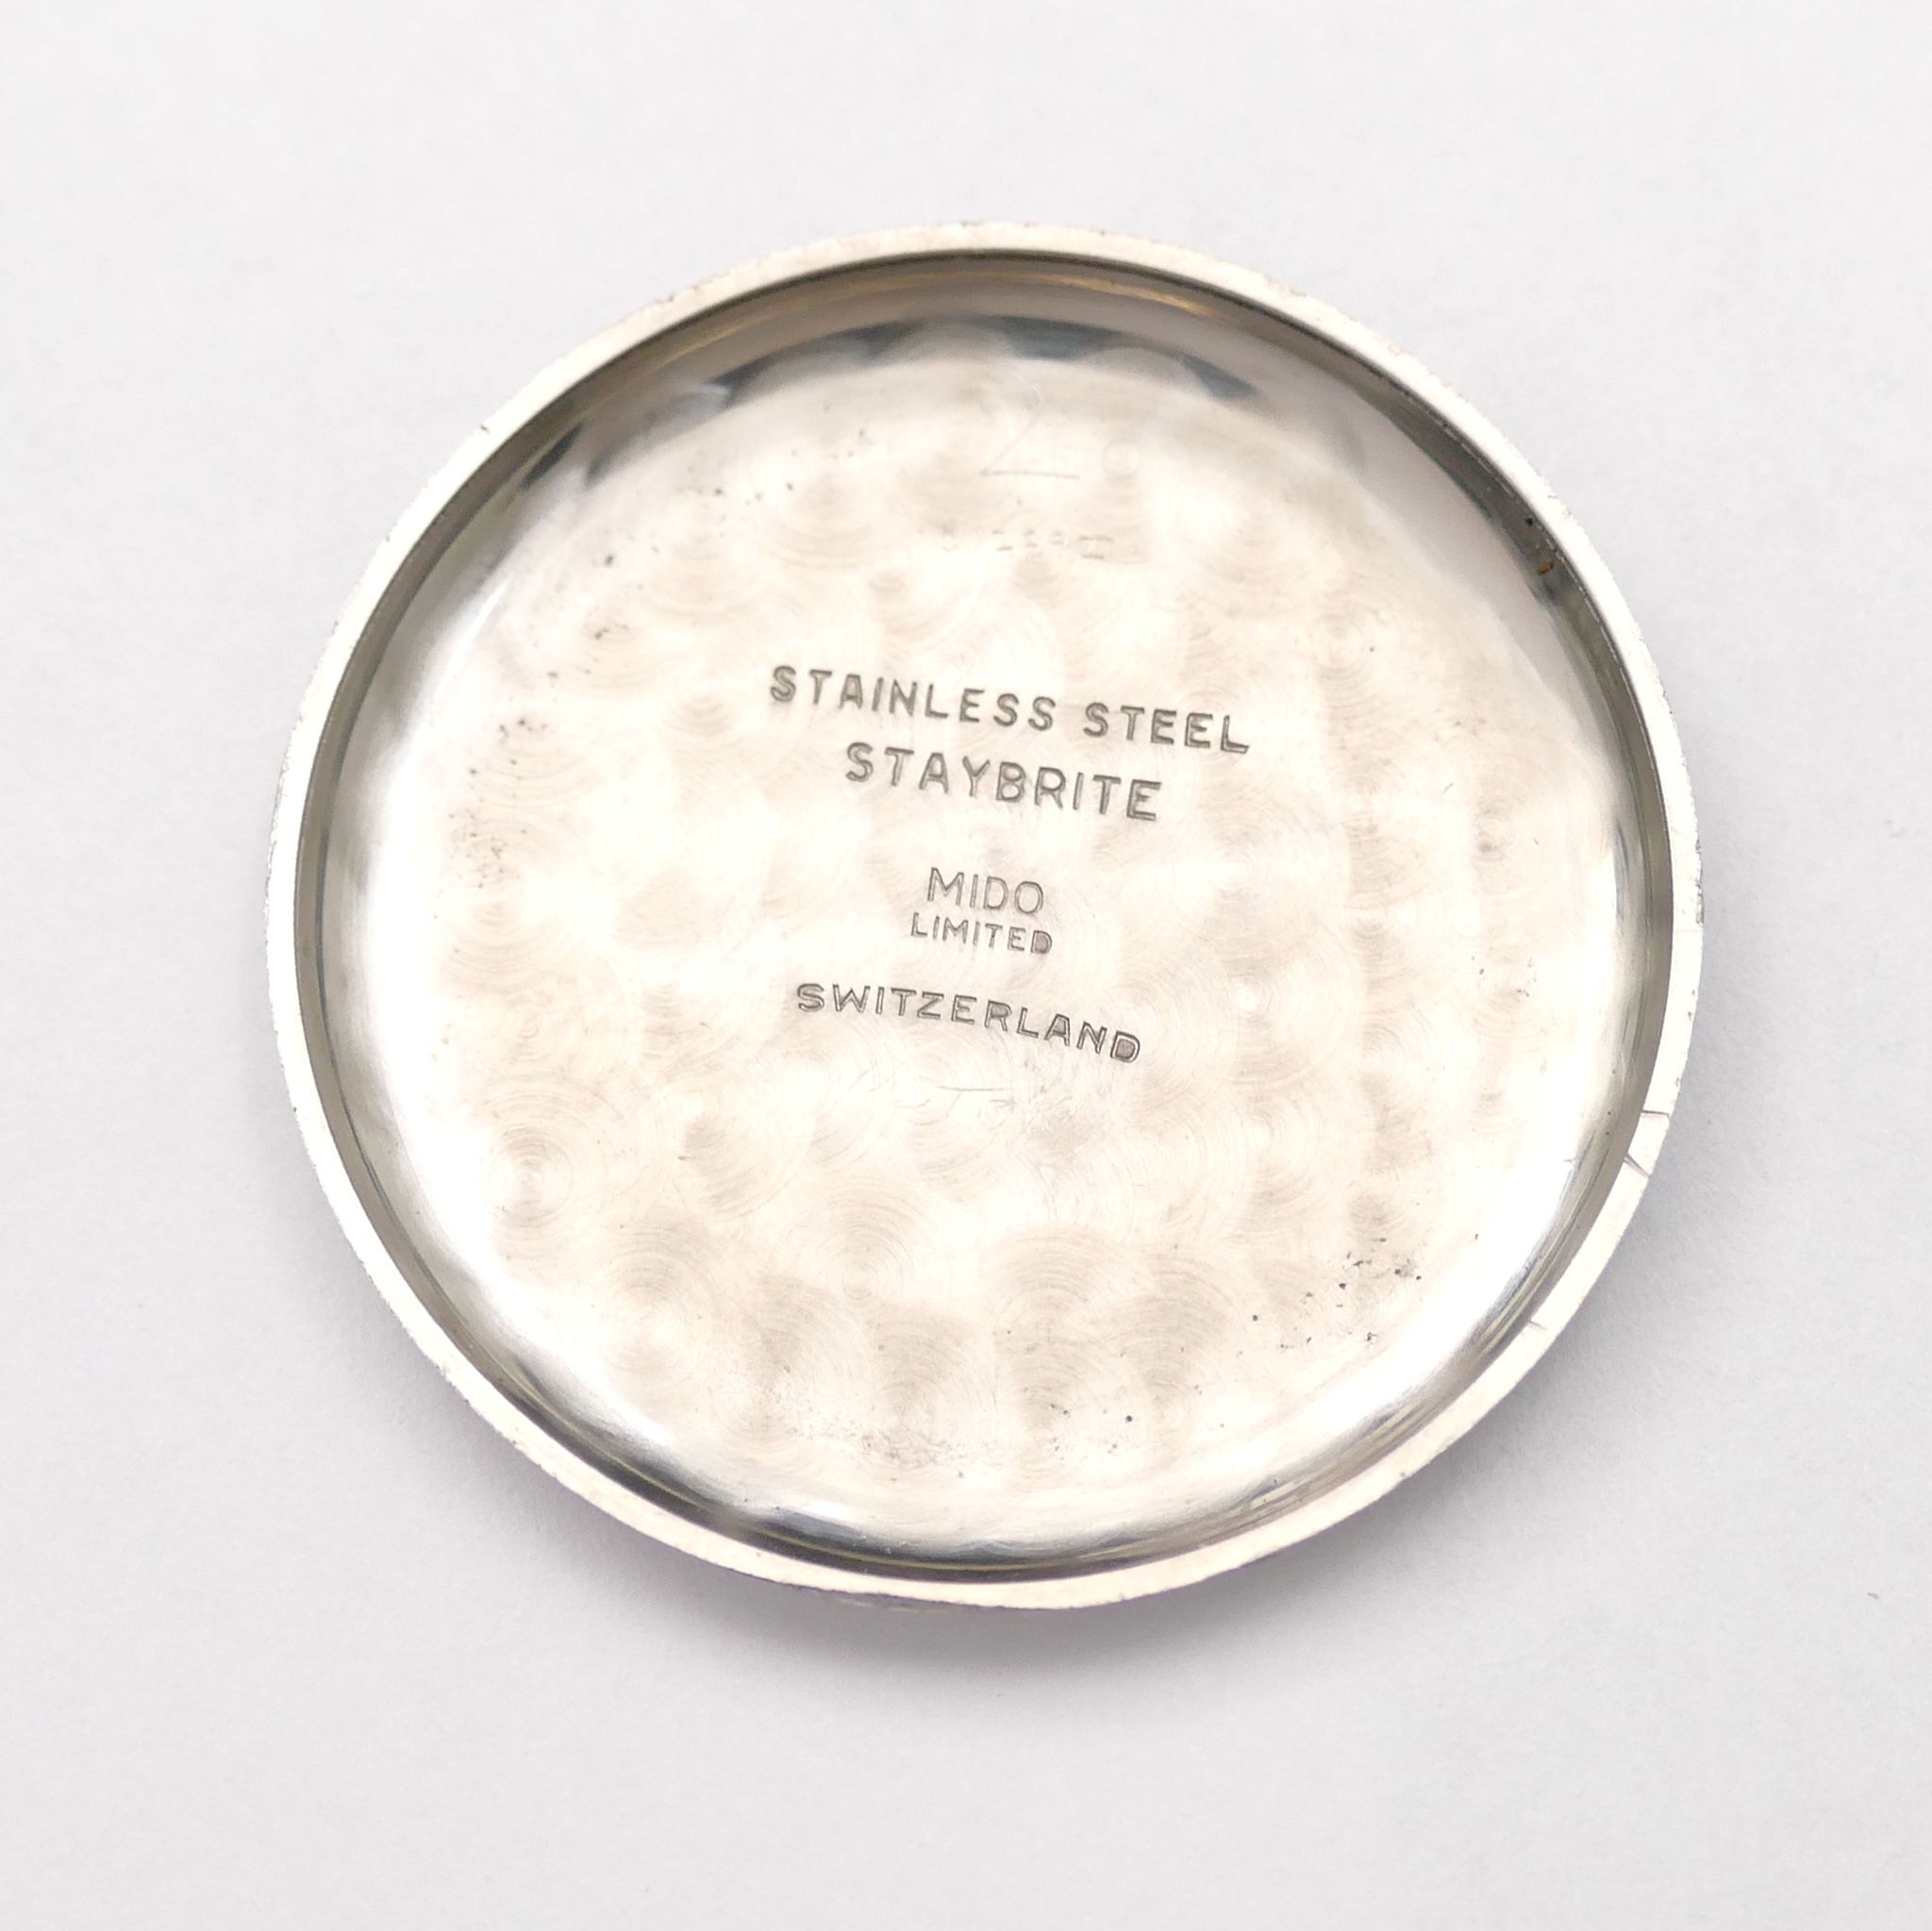 STAINLESS STEEL
STAYBRITE
MIDO
LIMITED
SWITZERLAND